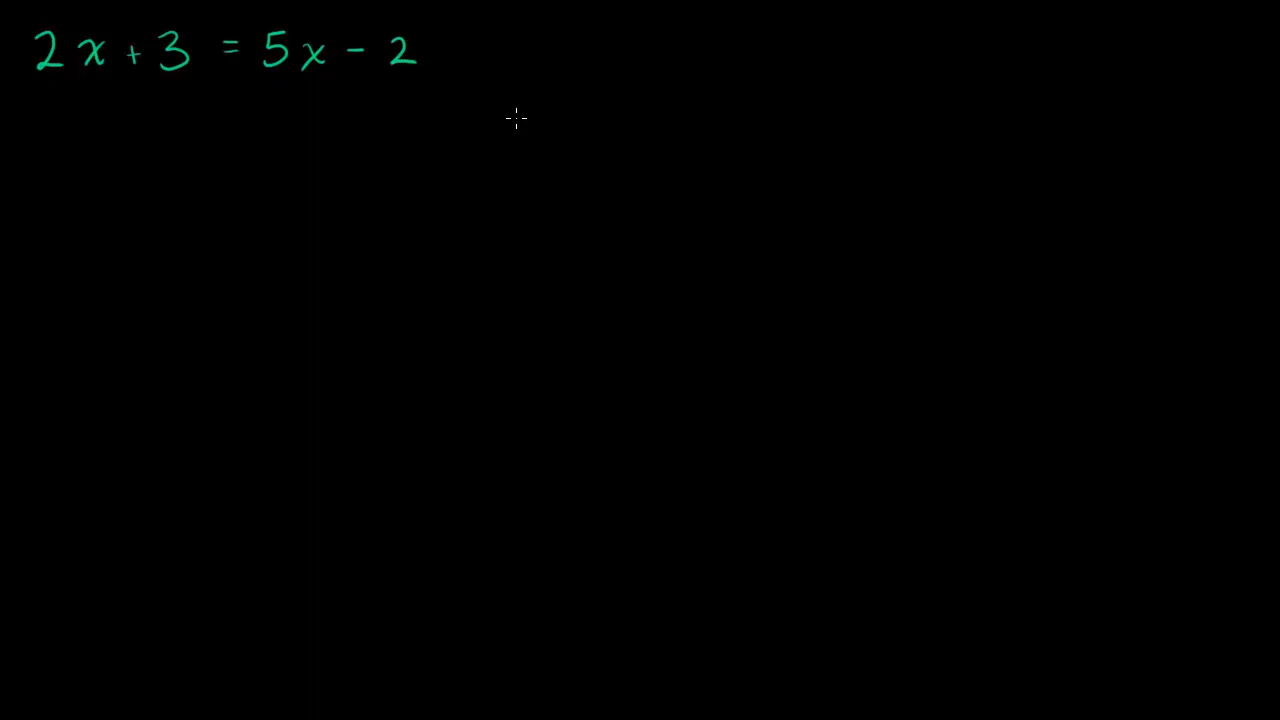 2x + 3 = 5x - 2